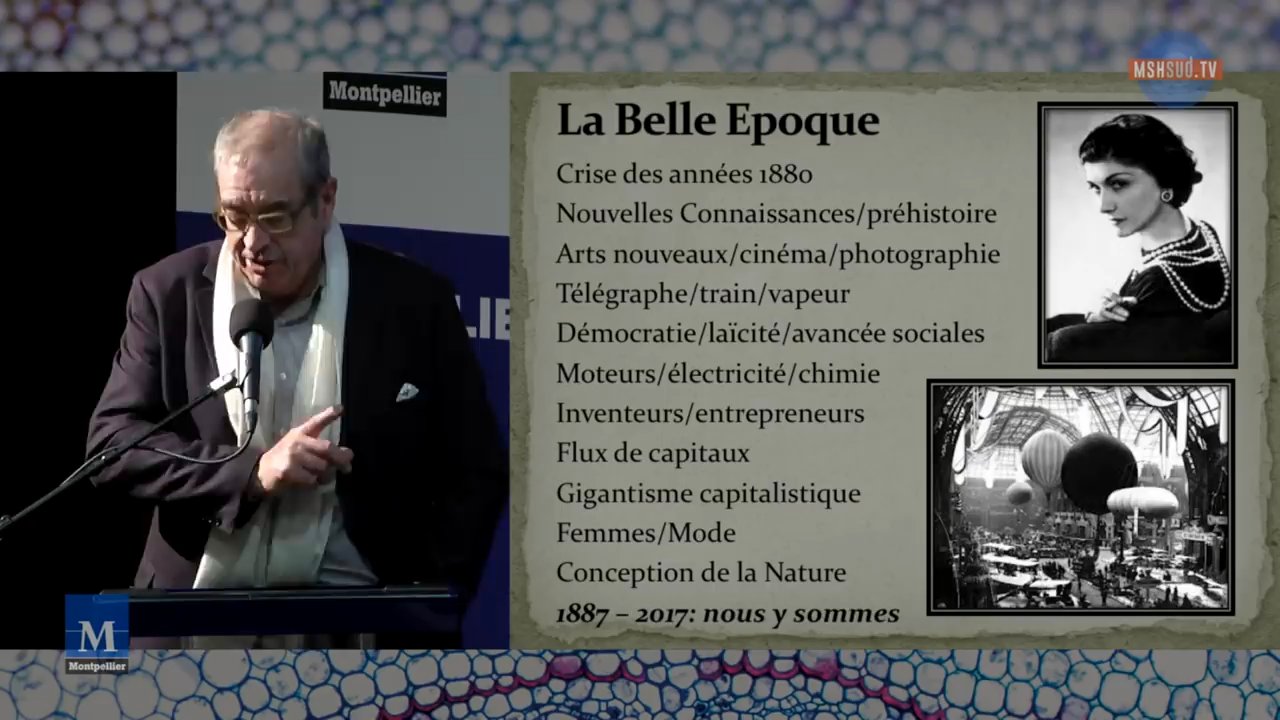 Montpellier
MSHSUD.TV
LIE
La Belle Epoque
Crise des années 1880
Nouvelles Connaissances/préhistoire
Arts nouveaux/cinéma/photographie
Télégraphe/train/vapeur
Démocratie/laïcité/avancée sociales
Moteurs/électricité/chimie
Inventeurs/entrepreneurs
Flux de capitaux
Gigantisme capitalistique
Femmes/Mode
Conception de la Nature
1887 – 2017: nous y sommes
M
Montpellier